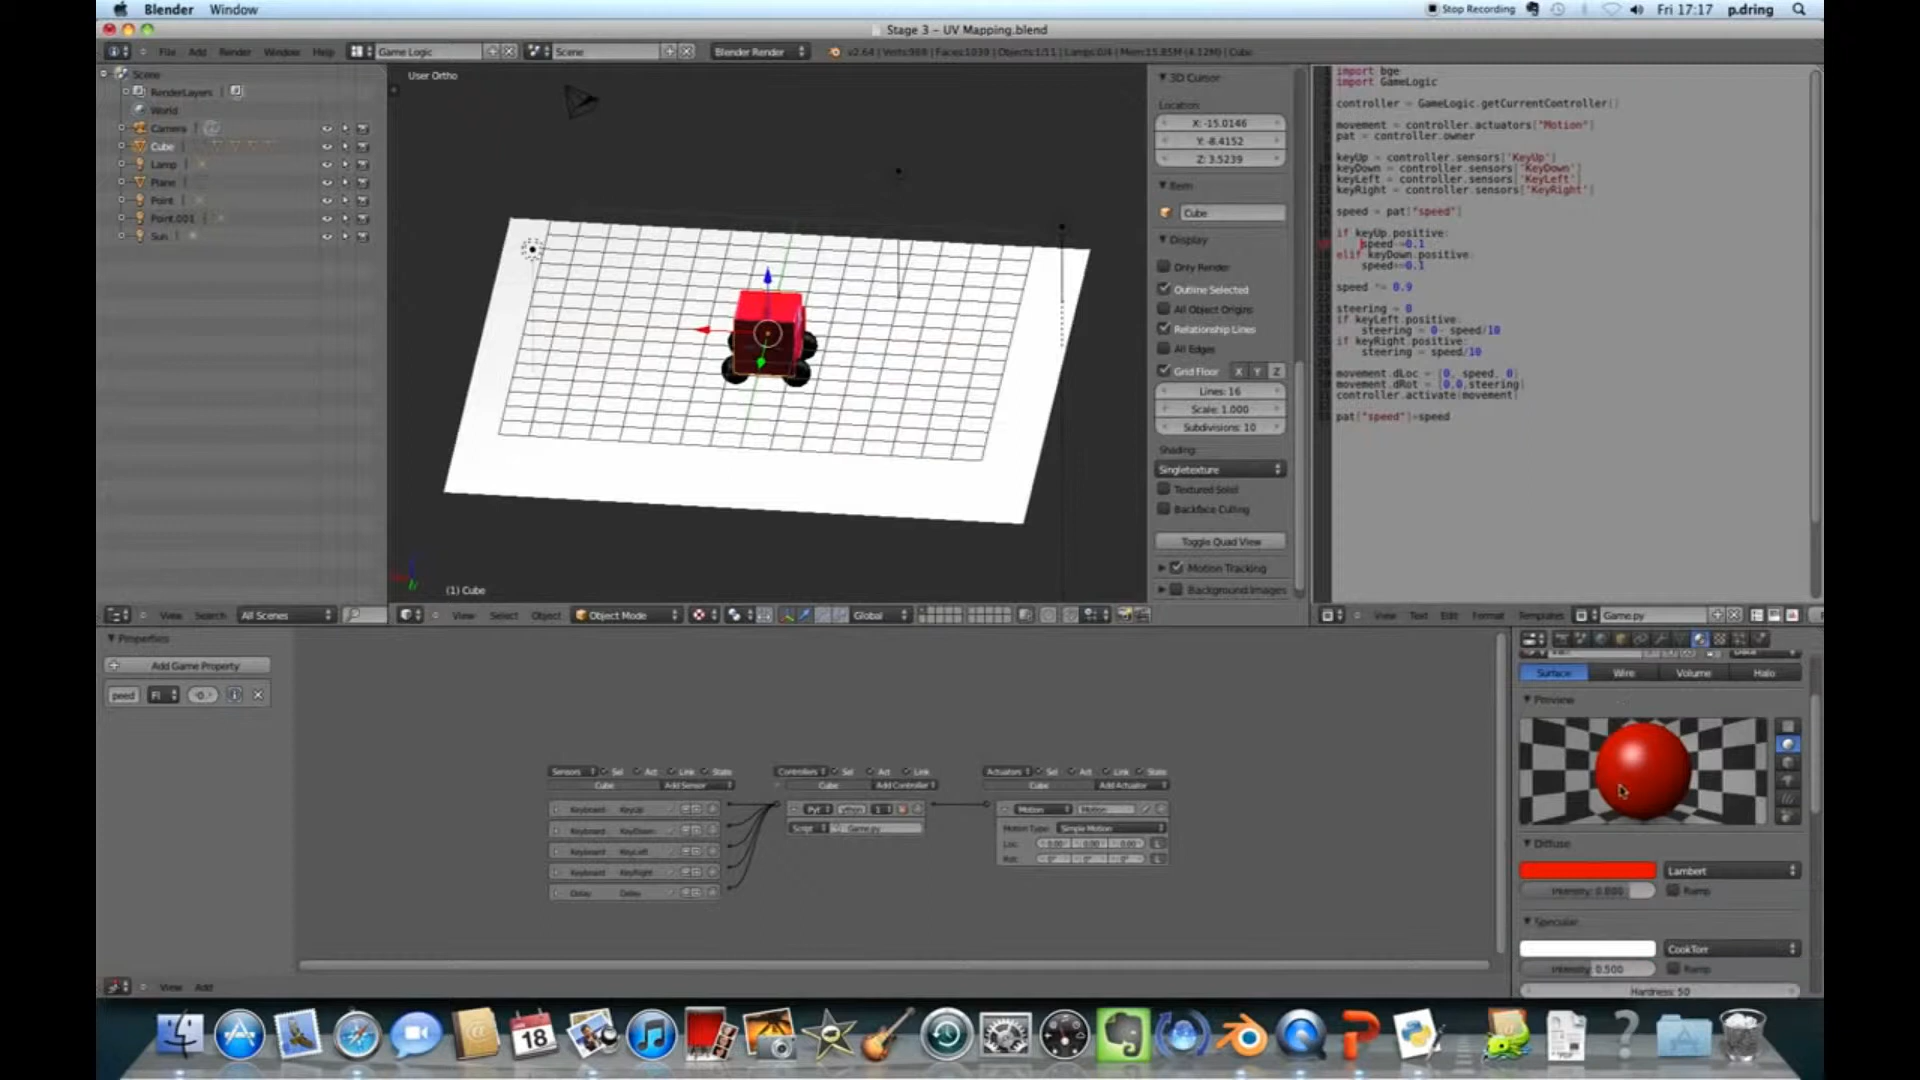 Blender Window
Stop Recording Fri 17:17 p.dring
Stage 3 – UV Mapping.blend
File Add Render Window Help Game Logic Scene Blender Render v2.64 | Verts:988 | Faces:1039 | Objects:1/11 | Lamps:0/4 | Mem:15.85M (4.12M) | Cube
Scene
RenderLayers
World
Camera
Cube
Lamp
Plane
Point
Point.001
Sun
View Search All Scenes
User Ortho
(1) Cube
View Select Object Object Mode Global
3D Cursor
Location:
X: -15.0146
Y: -8.4152
Z: 3.5239
Item
Cube
Display
Only Render
Outline Selected
All Object Origins
Relationship Lines
All Edges
Grid Floor X Y Z
Lines: 16
Scale: 1.000
Subdivisions: 10
Shading:
Singletexture
Textured Solid
Backface Culling
Toggle Quad View
Motion Tracking
Background Images
import bge
import GameLogic
controller = GameLogic.getCurrentController()
movement = controller.actuators["Motion"]
pat = controller.owner
keyUp = controller.sensors['KeyUp']
keyDown = controller.sensors['KeyDown']
keyLeft = controller.sensors['KeyLeft']
keyRight = controller.sensors['KeyRight']
speed = pat["speed"]
if keyUp.positive:
speed-=0.1
elif keyDown.positive:
speed+=0.1
speed *= 0.9
steering = 0
if keyLeft.positive:
steering = 0- speed/10
if keyRight.positive:
steering = speed/10
movement.dLoc = [0, speed, 0]
movement.dRot = [0,0,steering]
controller.activate(movement)
pat["speed"]=speed
View Text Edit Format Templates Game.py
Properties
Add Game Property
peed Fl
Sensors Sel Act Link State
Cube Add Sensor
Keyboard KeyUp
Keyboard KeyDown
Keyboard KeyLeft
Keyboard KeyRight
Delay Delay
Controllers Sel Act Link
Cube Add Controller
Pyt ython 1
Script Game.py
Actuators Sel Act Link State
Cube Add Actuator
Motion Motion
Motion Type: Simple Motion
Loc: 0.00 0.00 0.00 L
Rot: 0° 0° 0° L
View Add
Data
Surface Wire Volume Halo
Preview
Diffuse
Lambert
Intensity: 0.800 Ramp
Specular
CookTorr
Intensity: 0.500 Ramp
Hardness: 50
18